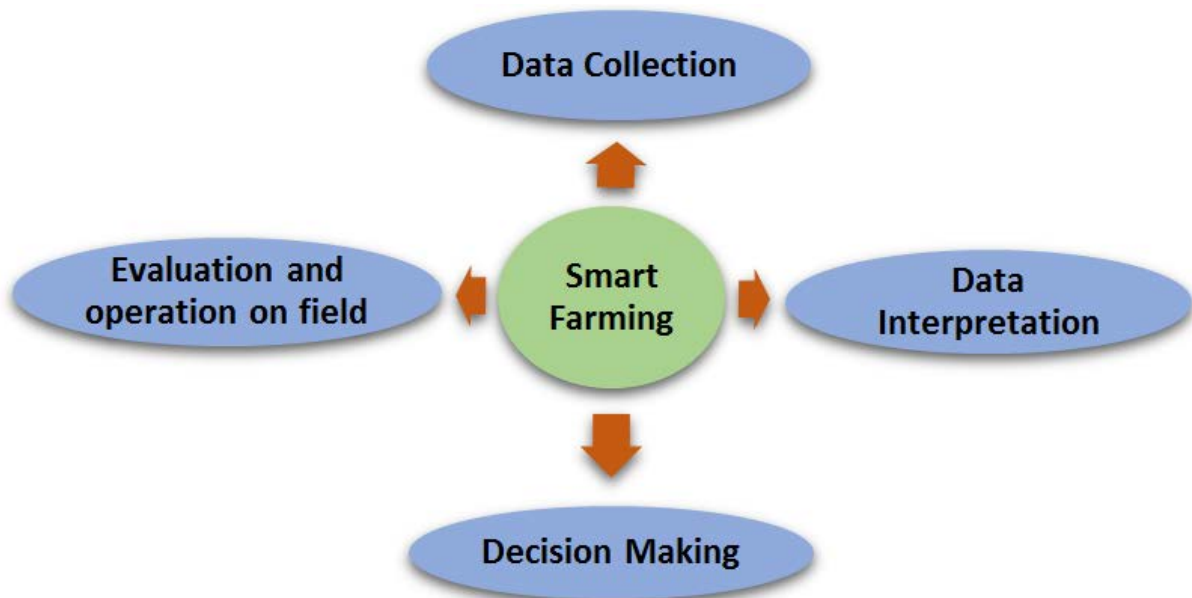 Data Collection
Evaluation and
operation on field
Smart
Farming
Data
Interpretation
Decision Making